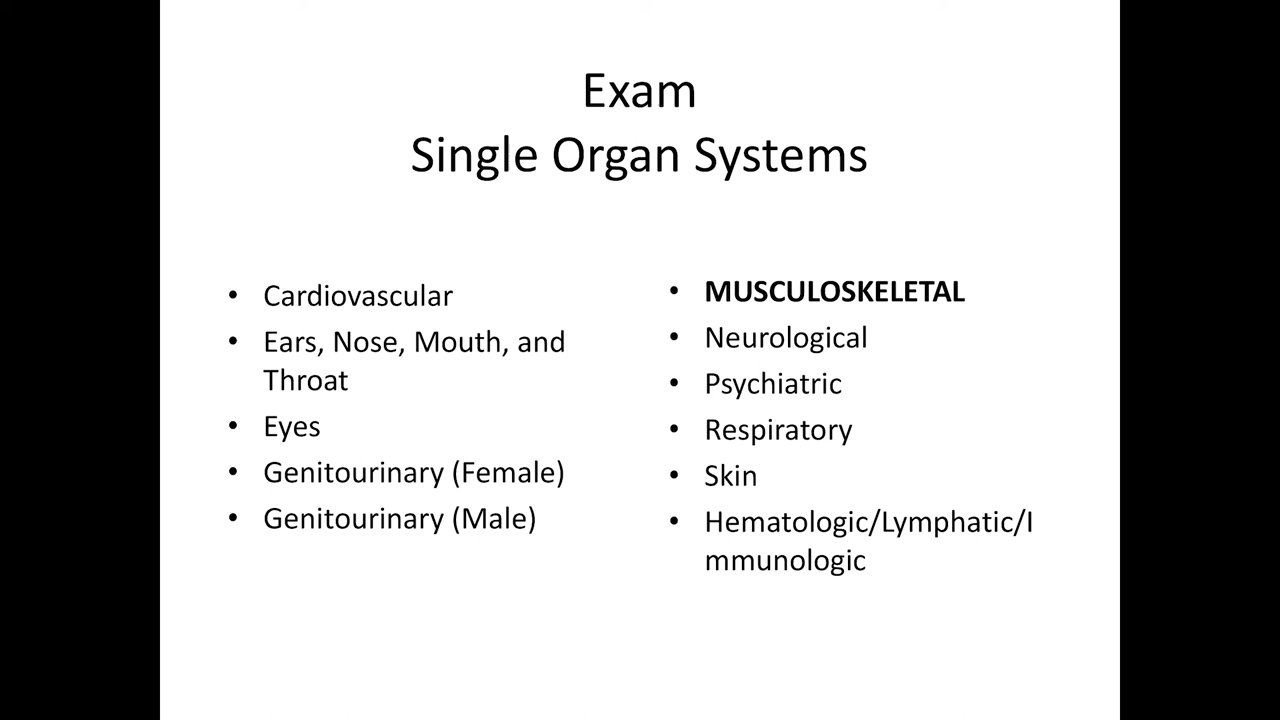 Exam
Single Organ Systems
• Cardiovascular
• Ears, Nose, Mouth, and
Throat
• Eyes
• Genitourinary (Female)
• Genitourinary (Male)
• MUSCULOSKELETAL
• Neurological
• Psychiatric
• Respiratory
• Skin
• Hematologic/Lymphatic/I
mmunologic